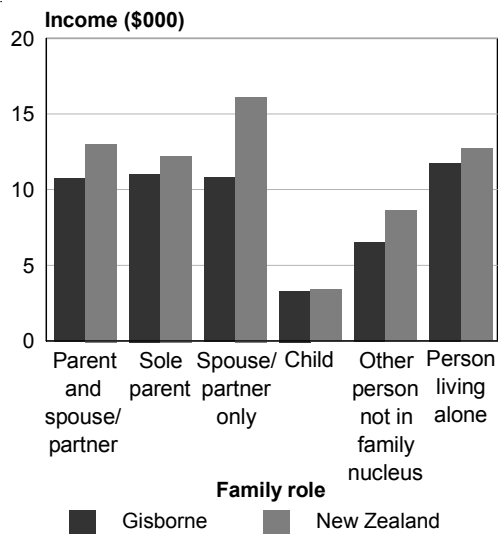 Income ($000)
20
15
10
5
0
Parent
and
spouse/
partner
Sole
parent
Spouse/
partner
only
Child
Other
person
not in
family
nucleus
Person
living
alone
Family role
Gisborne
New Zealand